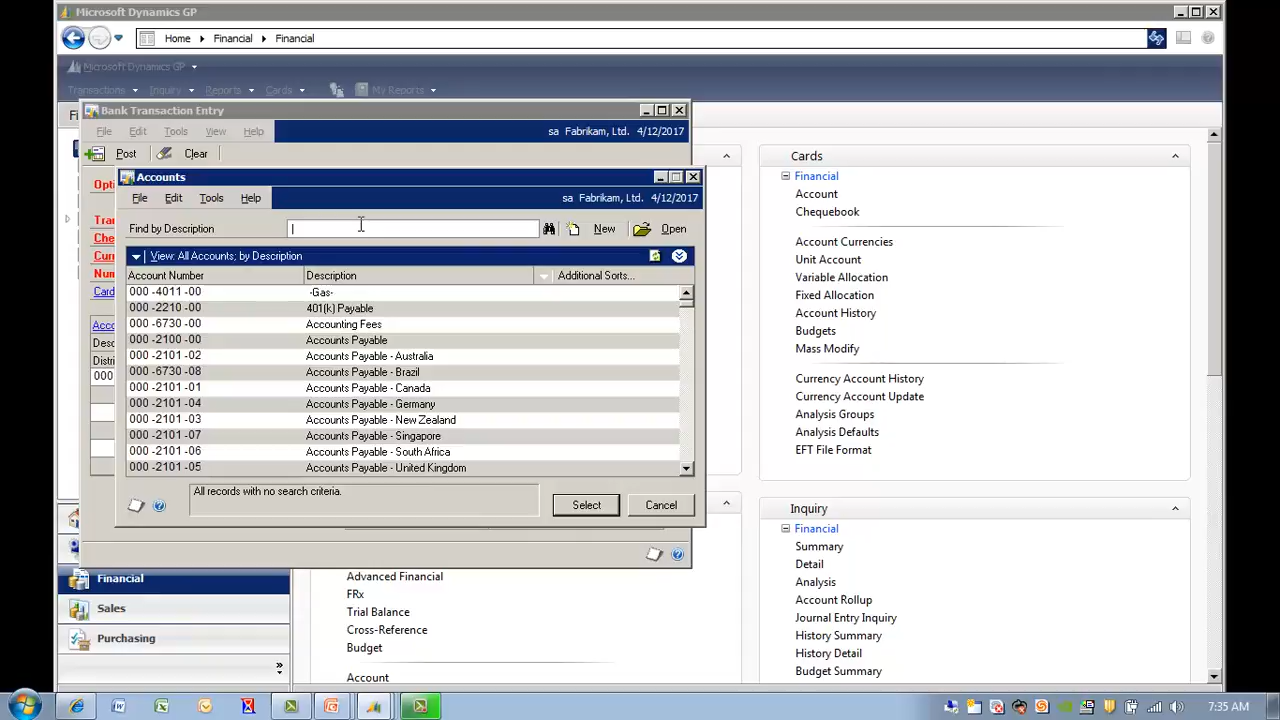 Microsoft Dynamics GP
Home Financial Financial
Microsoft Dynamics GP
Transactions Inquiry Reports Cards My Reports
Bank Transaction Entry
File Edit Tools View Help
sa Fabrikam, Ltd. 4/12/2017
Post Clear
Accounts
File Edit Tools Help
sa Fabrikam, Ltd. 4/12/2017
Find by Description
New Open
View: All Accounts; by Description
Account Number Description Additional Sorts...
000 -4011 -00 -Gas-
000 -2210 -00 401(k) Payable
000 -6730 -00 Accounting Fees
000 -2100 -00 Accounts Payable
000 -2101 -02 Accounts Payable - Australia
000 -6730 -08 Accounts Payable - Brazil
000 -2101 -01 Accounts Payable - Canada
000 -2101 -04 Accounts Payable - Germany
000 -2101 -03 Accounts Payable - New Zealand
000 -2101 -07 Accounts Payable - Singapore
000 -2101 -06 Accounts Payable - South Africa
000 -2101 -05 Accounts Payable - United Kingdom
All records with no search criteria.
Select Cancel
000
Financial
Sales
Purchasing
Advanced Financial
FRx
Trial Balance
Cross-Reference
Budget
Account
Cards
Financial
Account
Chequebook
Account Currencies
Unit Account
Variable Allocation
Fixed Allocation
Account History
Budgets
Mass Modify
Currency Account History
Currency Account Update
Analysis Groups
Analysis Defaults
EFT File Format
Inquiry
Financial
Summary
Detail
Analysis
Account Rollup
Journal Entry Inquiry
History Summary
History Detail
Budget Summary
7:35 AM